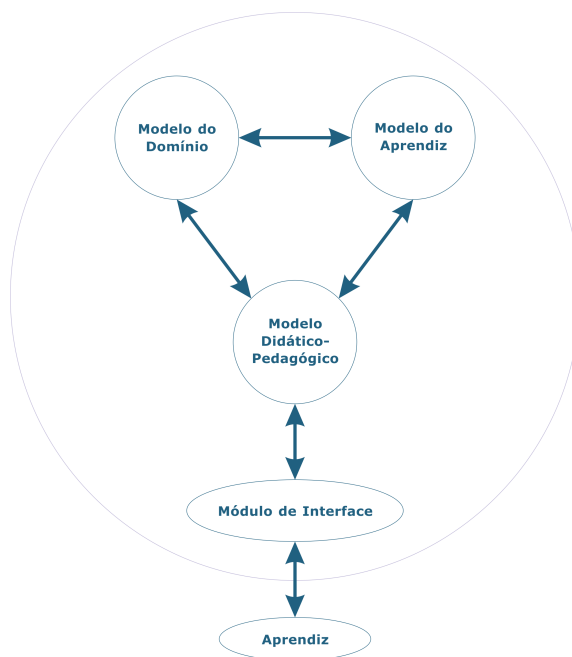 Modelo do
Domínio
Modelo do
Aprendiz
Modelo
Didático-
Pedagógico
Módulo de Interface
Aprendiz